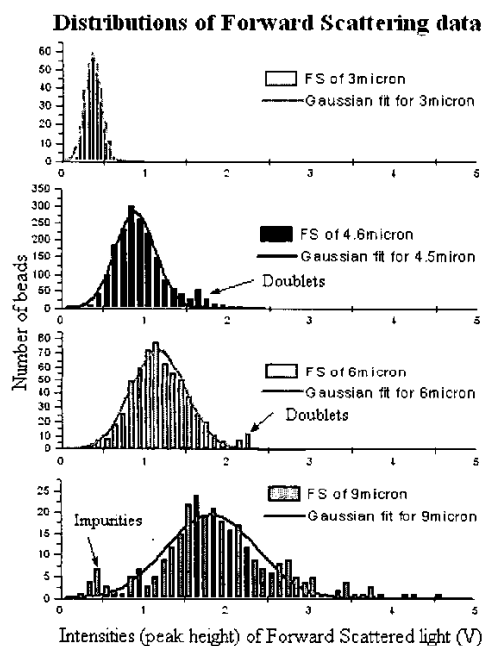 Distributions of Forward Scattering data
60
50
40
30
20
10
0
FS of 3micron
Gaussian fit for 3micron
0 1 2 3 4 5
350
300
250
200
150
100
50
0
FS of 4.6micron
Gaussian fit for 4.5miron
Doublets
0 1 2 3 4 5
Number of beads
80
70
60
50
40
30
20
10
0
FS of 6micron
Gaussian fit for 6micron
Doublets
0 1 2 3 4 5
25
20
15
10
5
0
FS of 9micron
Gaussian fit for 9micron
Impurities
0 1 2 3 4 5
Intensities (peak height) of Forward Scattered light (V)